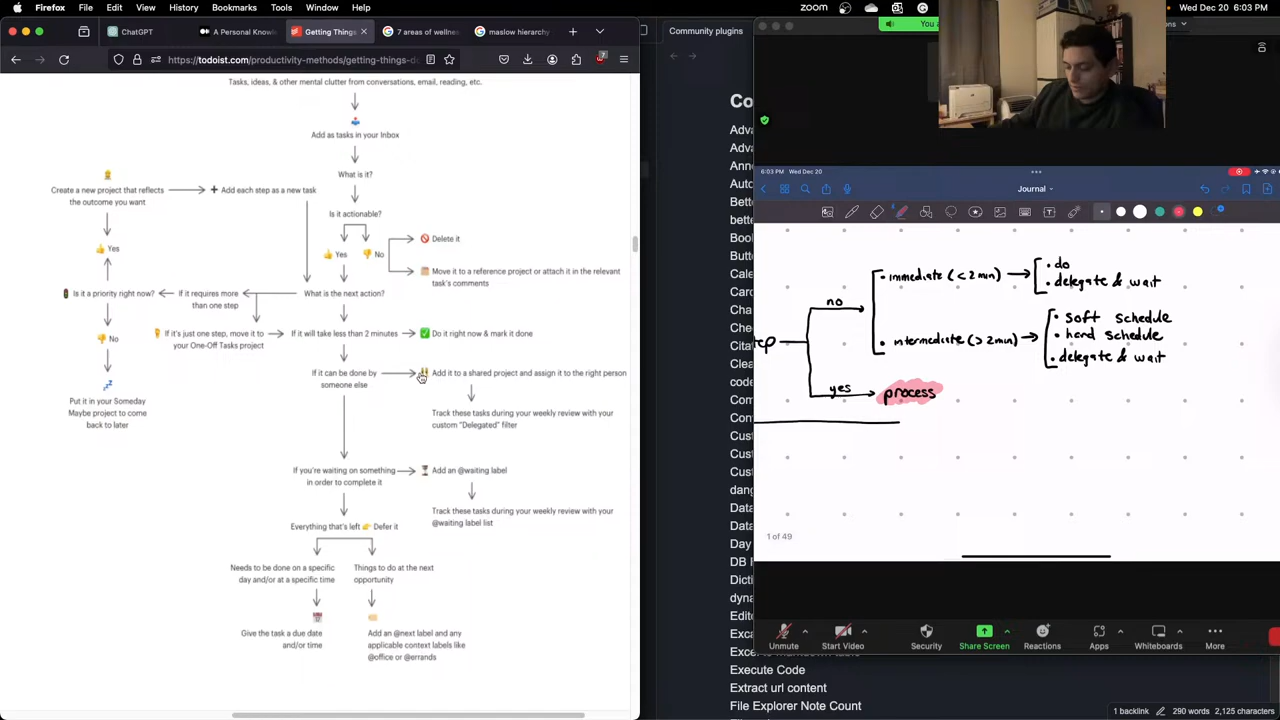 Firefox File Edit View History Bookmarks Tools Window Help
zoom
Wed Dec 20 6:03 PM
ChatGPT
A Personal Knowl
Getting Things
7 areas of wellne
maslow hierarchy
https://todoist.com/productivity-methods/getting-things-d
Tasks, ideas, & other mental clutter from conversations, email, reading, etc.
Add as tasks in your Inbox
What is it?
Create a new project that reflects
the outcome you want
Add each step as a new task
Is it actionable?
Yes
No
Delete it
Yes
Move it to a reference project or attach it in the relevant
task's comments
Is it a priority right now?
If it requires more
than one step
What is the next action?
If it's just one step, move it to
your One-Off Tasks project
If it will take less than 2 minutes
Do it right now & mark it done
No
If it can be done by
someone else
Add it to a shared project and assign it to the right person
Put it in your Someday
Maybe project to come
back to later
Track these tasks during your weekly review with your
custom "Delegated" filter
If you're waiting on something
in order to complete it
Add an @waiting label
Track these tasks during your weekly review with your
@waiting label list
Everything that's left
Defer it
Needs to be done on a specific
day and/or at a specific time
Things to do at the next
opportunity
Give the task a due date
and/or time
Add an @next label and any
applicable context labels like
@office or @errands
Community plugins
You a
6:03 PM Wed Dec 20
Journal
no
• immediate (<2min)
• do
• delegate & wait
• intermediate (>2min)
• soft schedule
• hard schedule
• delegate & wait
yes
process
1 of 49
Unmute
Start Video
Security
Share Screen
Reactions
Apps
Whiteboards
More
Execute Code
Extract url content
File Explorer Note Count
1 backlink
290 words
2,125 characters